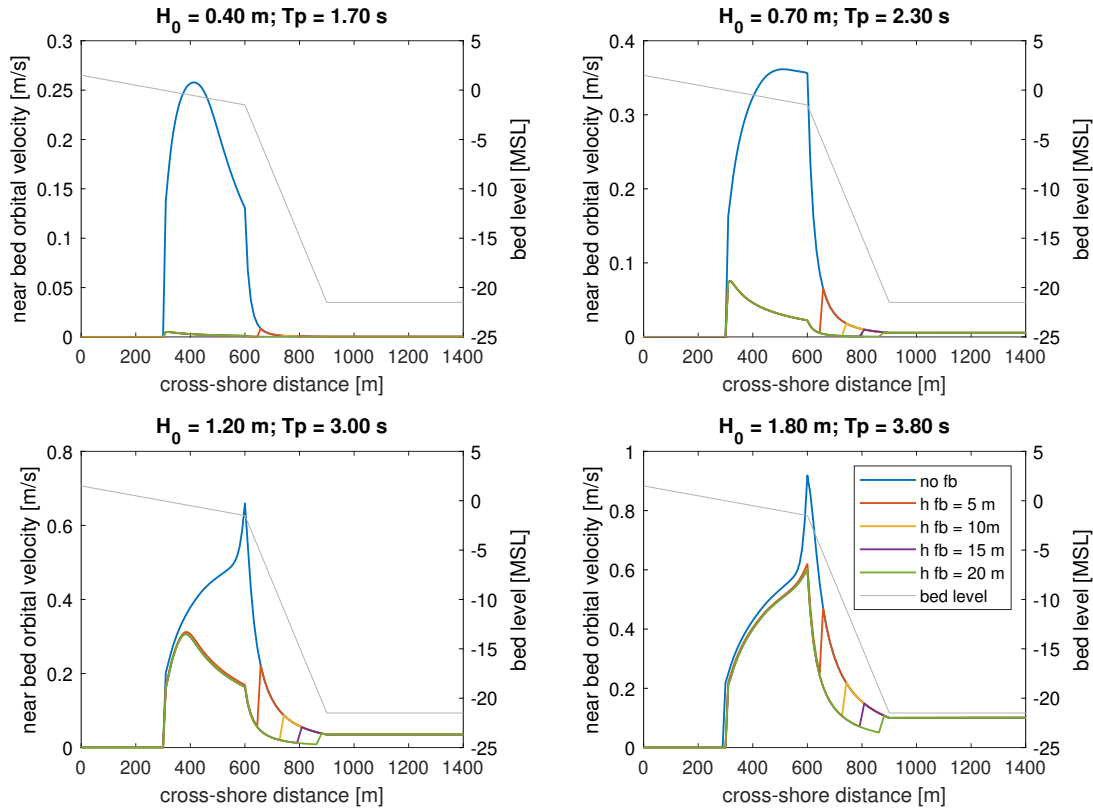 H0 = 0.40 m; Tp = 1.70 s
near bed orbital velocity [m/s]
0.3
0.25
0.2
0.15
0.1
0.05
0
5
0
-5
-10
-15
-20
-25
bed level [MSL]
0 200 400 600 800 1000 1200 1400
cross-shore distance [m]
H0 = 0.70 m; Tp = 2.30 s
near bed orbital velocity [m/s]
0.4
0.3
0.2
0.1
0
5
0
-5
-10
-15
-20
-25
bed level [MSL]
0 200 400 600 800 1000 1200 1400
cross-shore distance [m]
H0 = 1.20 m; Tp = 3.00 s
near bed orbital velocity [m/s]
0.8
0.6
0.4
0.2
0
5
0
-5
-10
-15
-20
-25
bed level [MSL]
0 200 400 600 800 1000 1200 1400
cross-shore distance [m]
H0 = 1.80 m; Tp = 3.80 s
near bed orbital velocity [m/s]
1
0.8
0.6
0.4
0.2
0
no fb
h fb = 5 m
h fb = 10m
h fb = 15 m
h fb = 20 m
bed level
5
0
-5
-10
-15
-20
-25
bed level [MSL]
0 200 400 600 800 1000 1200 1400
cross-shore distance [m]